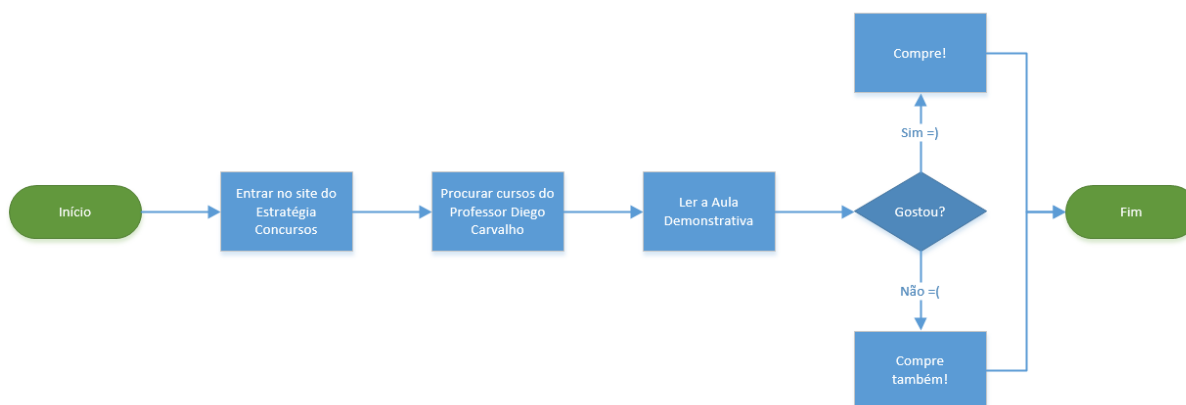 Início
Entrar no site do
Estratégia
Concursos
Procurar cursos do
Professor Diego
Carvalho
Ler a Aula
Demonstrativa
Gostou?
Sim =)
Compre!
Não =(
Compre
também!
Fim